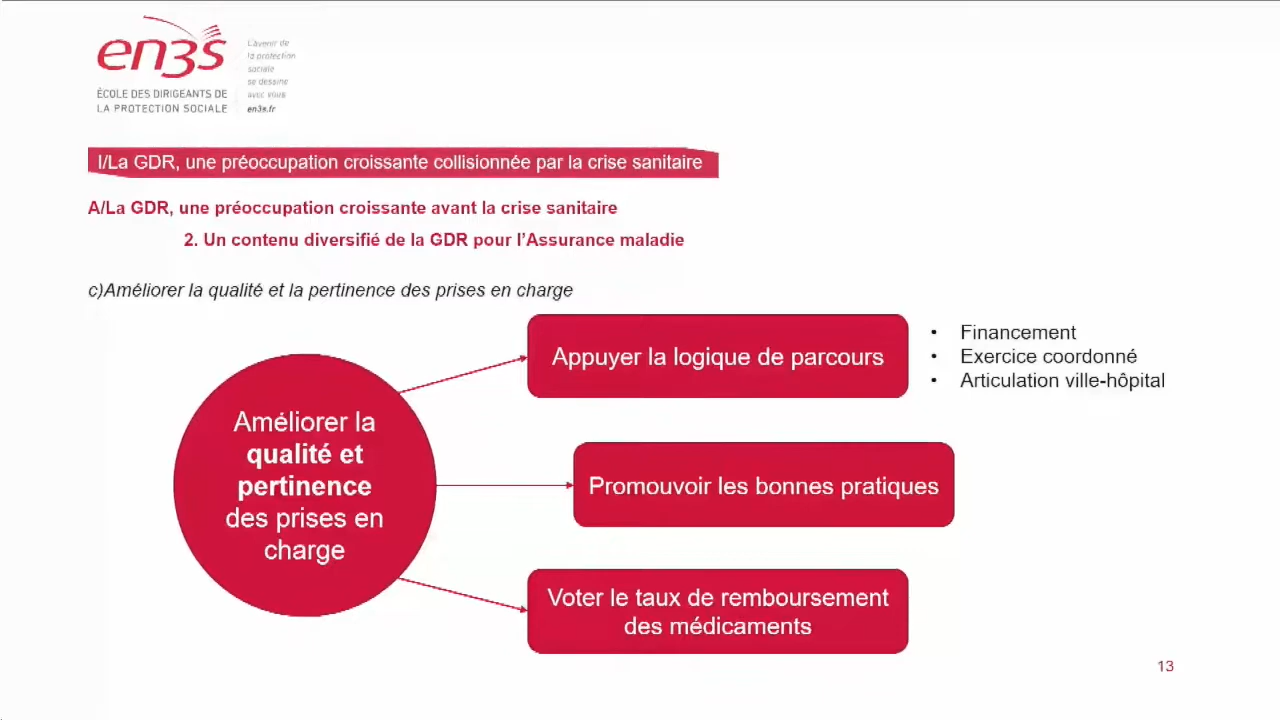 en3s
ÉCOLE DES DIRIGEANTS DE
LA PROTECTION SOCIALE
L'avenir de
la protection
sociale
se dessine
avec vous
en3s.fr
I/La GDR, une préoccupation croissante collisionnée par la crise sanitaire
A/La GDR, une préoccupation croissante avant la crise sanitaire
2. Un contenu diversifié de la GDR pour l'Assurance maladie
c)Améliorer la qualité et la pertinence des prises en charge
Améliorer la
qualité et
pertinence
des prises en
charge
Appuyer la logique de parcours
• Financement
• Exercice coordonné
• Articulation ville-hôpital
Promouvoir les bonnes pratiques
Voter le taux de remboursement
des médicaments
13